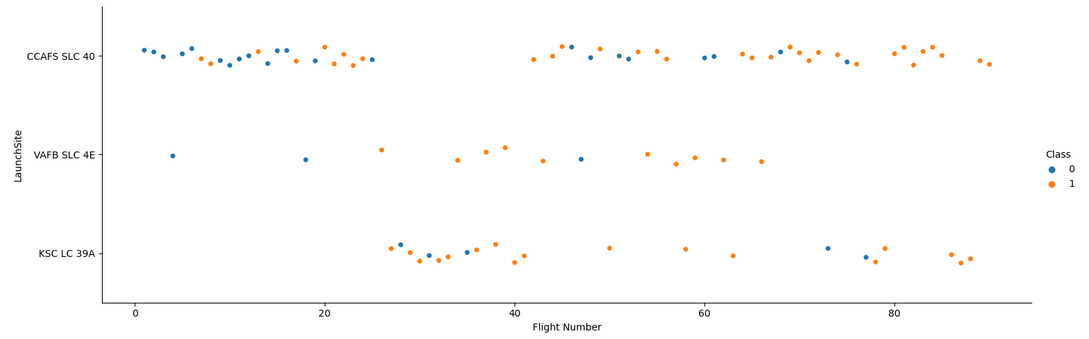 CCAFS SLC 40
VAFB SLC 4E
KSC LC 39A
LaunchSite
0
20
40
60
80
Flight Number
Class
0
1